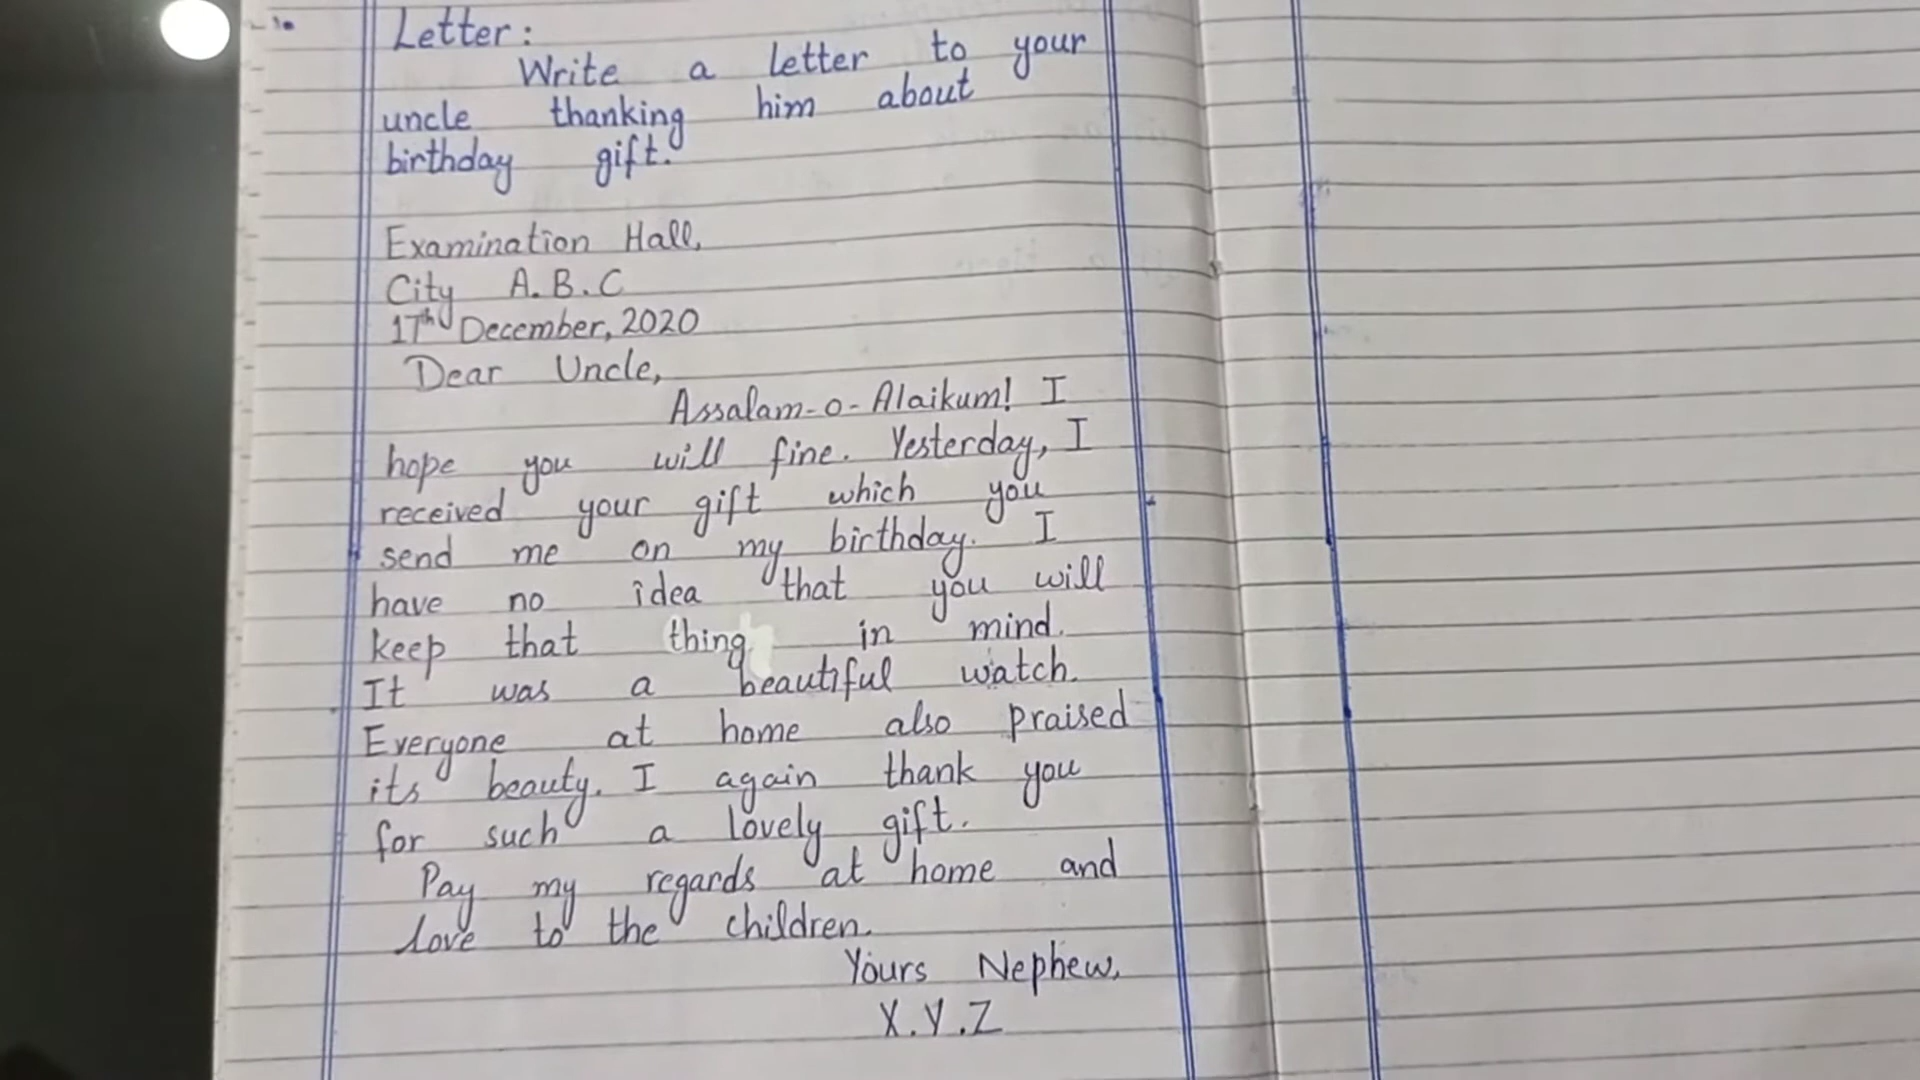 Letter:
Write a letter to your
uncle thanking him about
birthday gift.
Examination Hall,
City A.B.C
17th December, 2020
Dear Uncle,
Assalam-o-Alaikum! I
hope you will fine. Yesterday, I
received your gift which you
send me on my birthday. I
have no idea that you will
keep that thing in mind.
It was a beautiful watch.
Everyone at home also praised
its beauty. I again thank you
for such a lovely gift.
Pay my regards at home and
love to the children.
Yours Nephew,
X.Y.Z